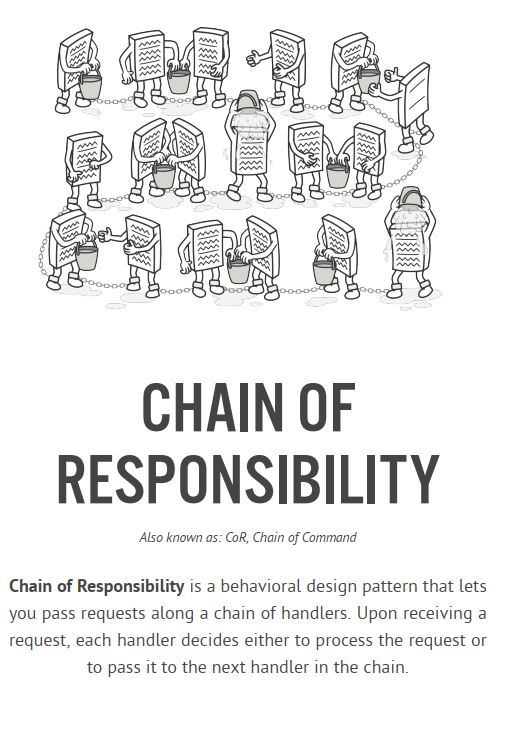 CHAIN OF
RESPONSIBILITY
Also known as: CoR, Chain of Command
Chain of Responsibility is a behavioral design pattern that lets
you pass requests along a chain of handlers. Upon receiving a
request, each handler decides either to process the request or
to pass it to the next handler in the chain.